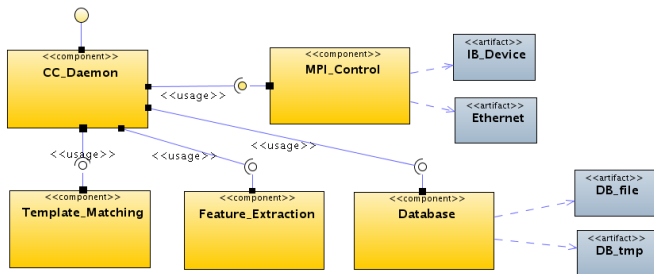 <<component>>
CC_Daemon
<<component>>
MPI_Control
<<artifact>>
IB_Device
<<artifact>>
Ethernet
<<usage>>
<<usage>>
<<usage>>
<<usage>>
<<component>>
Template_Matching
<<component>>
Feature_Extraction
<<component>>
Database
<<artifact>>
DB_file
<<artifact>>
DB_tmp